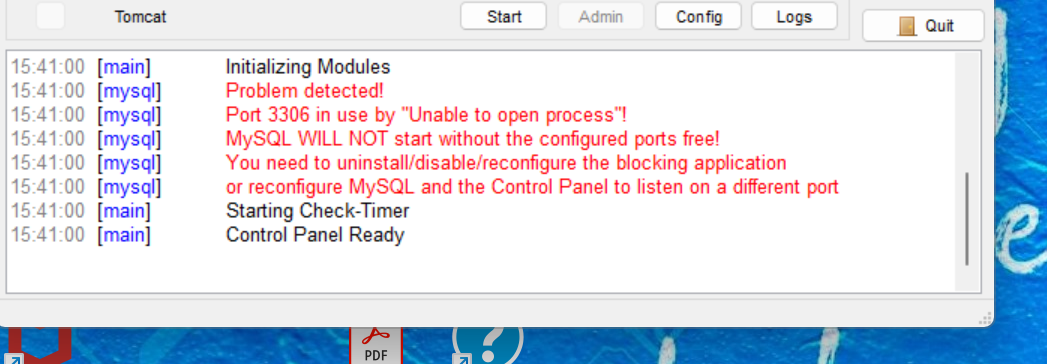 Tomcat Start Admin Config Logs
Quit
15:41:00 [main] Initializing Modules
15:41:00 [mysql] Problem detected!
15:41:00 [mysql] Port 3306 in use by "Unable to open process"!
15:41:00 [mysql] MySQL WILL NOT start without the configured ports free!
15:41:00 [mysql] You need to uninstall/disable/reconfigure the blocking application
15:41:00 [mysql] or reconfigure MySQL and the Control Panel to listen on a different port
15:41:00 [main] Starting Check-Timer
15:41:00 [main] Control Panel Ready
PDF
?